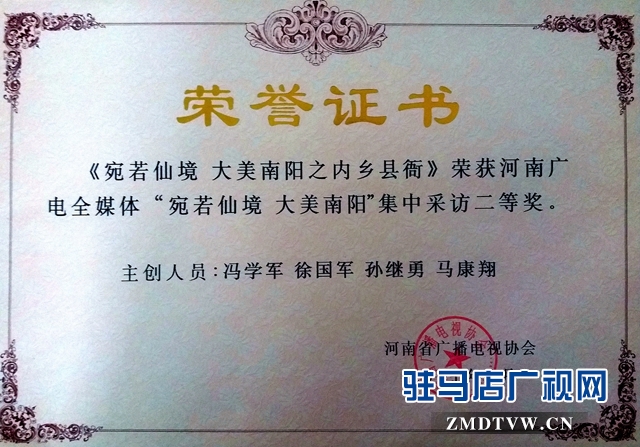 荣誉证书
《宛若仙境 大美南阳之内乡县衙》荣获河南广
电全媒体“宛若仙境 大美南阳”集中采访二等奖。
主创人员:冯学军 徐国军 孙继勇 马康翔
河南省广播电视协会
驻马店广视网
ZMDTVW.CN